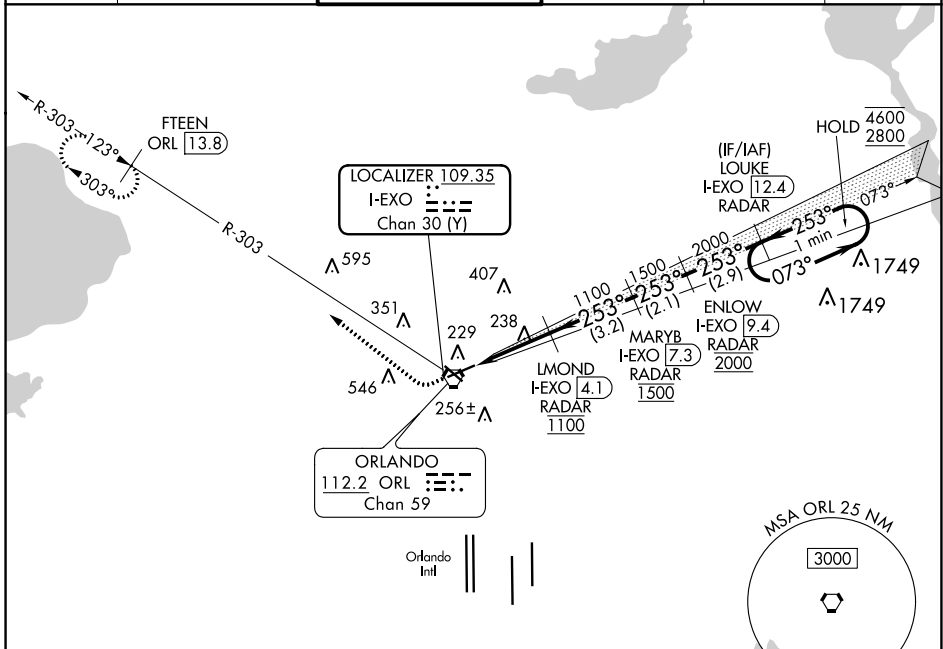 R-303
123°
303°
FTEEN
ORL 13.8
R-303
LOCALIZER 109.35
I-EXO
Chan 30 (Y)
HOLD
4600
2800
(IF/IAF)
LOUKE
I-EXO 12.4
RADAR
073°
253°
1 min
073°
1749
1749
595
407
351
229
238
546
256±
2000
253°
(2.9)
1500
253°
(2.1)
1100
253°
(3.2)
ENLOW
I-EXO 9.4
RADAR
2000
MARYB
I-EXO 7.3
RADAR
1500
LMOND
I-EXO 4.1
RADAR
1100
ORLANDO
112.2 ORL
Chan 59
Orlando
Intl
MSA ORL 25 NM
3000